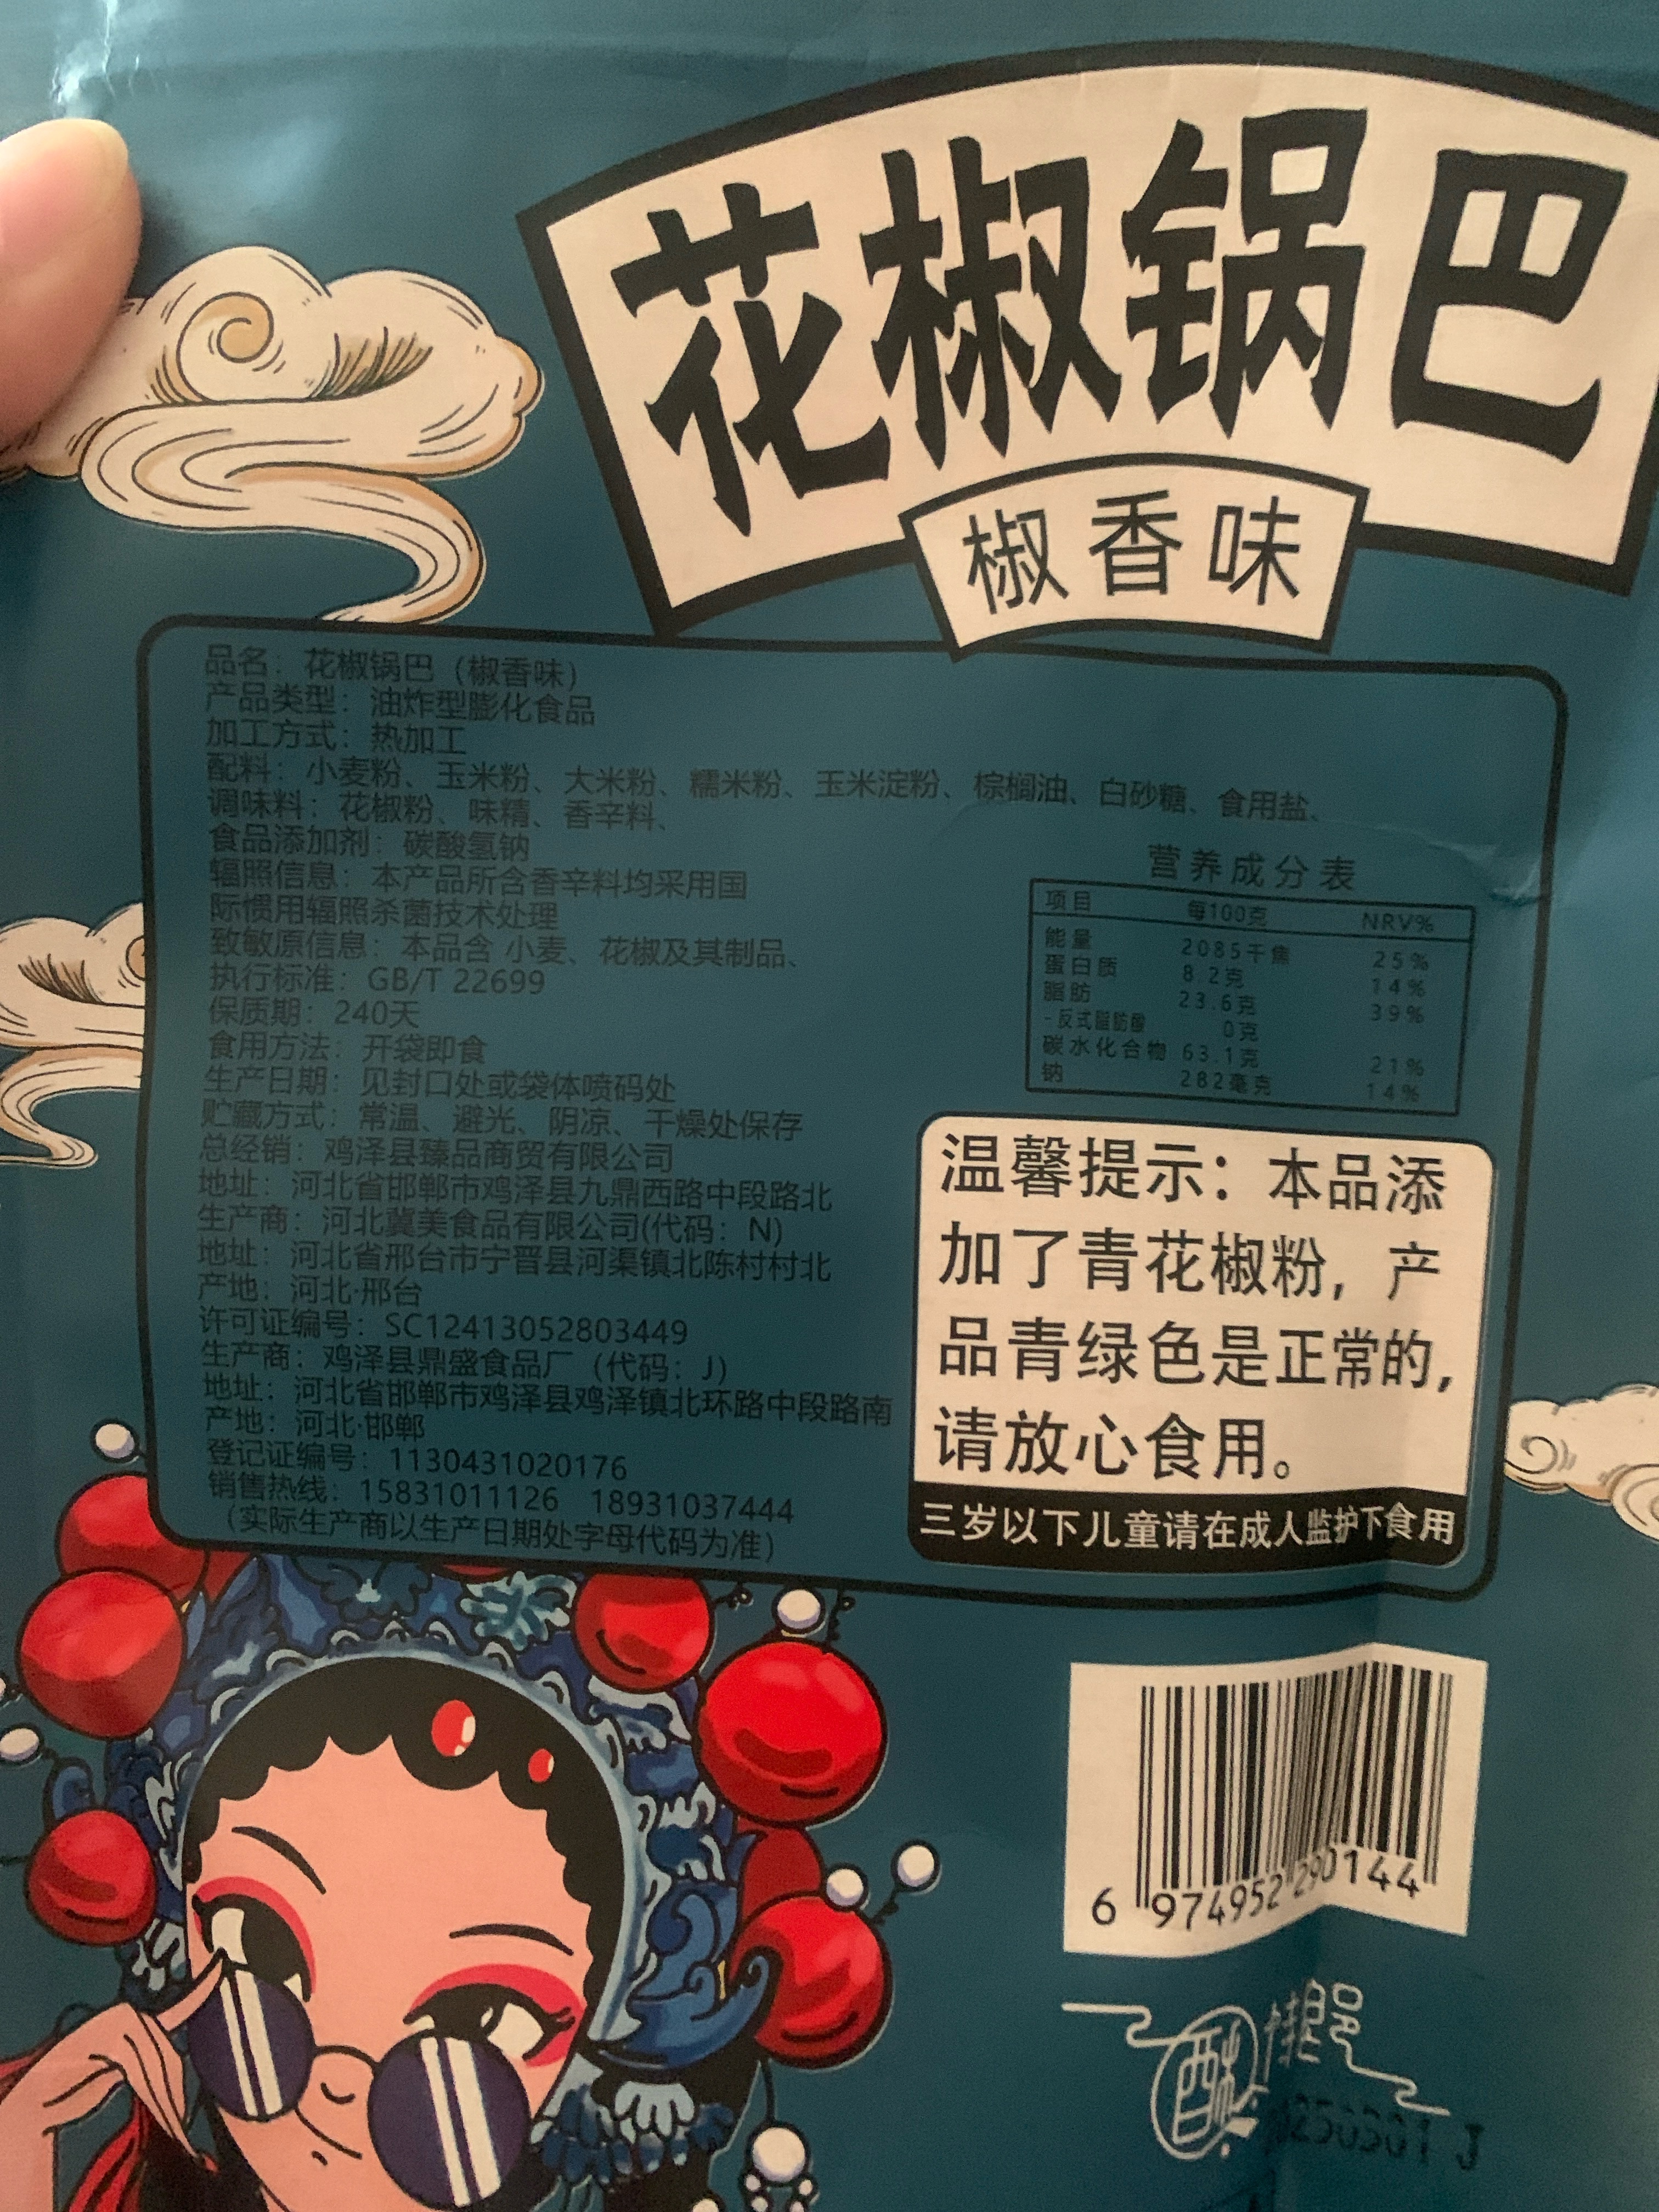 花椒锅巴
椒香味
品名：花椒锅巴（椒香味）
产品类型：油炸型膨化食品
加工方式：热加工
配料：小麦粉、玉米粉、大米粉、糯米粉、玉米淀粉、棕榈油、白砂糖、食用盐、
调味料：花椒粉、味精、香辛料、
食品添加剂：碳酸氢钠
辐照信息：本产品所含香辛料均采用国
际惯用辐照杀菌技术处理
致敏原信息：本品含 小麦、花椒及其制品、
执行标准：GB/T 22699
保质期：240天
食用方法：开袋即食
生产日期：见封口处或袋体喷码处
贮藏方式：常温、避光、阴凉、干燥处保存
总经销：鸡泽县臻品商贸有限公司
地址：河北省邯郸市鸡泽县九鼎西路中段路北
生产商：河北冀美食品有限公司(代码：N)
地址：河北省邢台市宁晋县河渠镇北陈村村北
产地：河北·邢台
许可证编号：SC12413052803449
生产商：鸡泽县鼎盛食品厂（代码：J）
地址：河北省邯郸市鸡泽县鸡泽镇北环路中段路南
产地：河北·邯郸
登记证编号：1130431020176
销售热线：15831011126 18931037444
（实际生产商以生产日期处字母代码为准）
营养成分表
项目 每100克 NRV%
能量 2085千焦 25%
蛋白质 8.2克 14%
脂肪 23.6克 39%
-反式脂肪酸 0克
碳水化合物 63.1克 21%
钠 282毫克 14%
温馨提示：本品添
加了青花椒粉，产
品青绿色是正常的，
请放心食用。
三岁以下儿童请在成人监护下食用
6 974952 290144